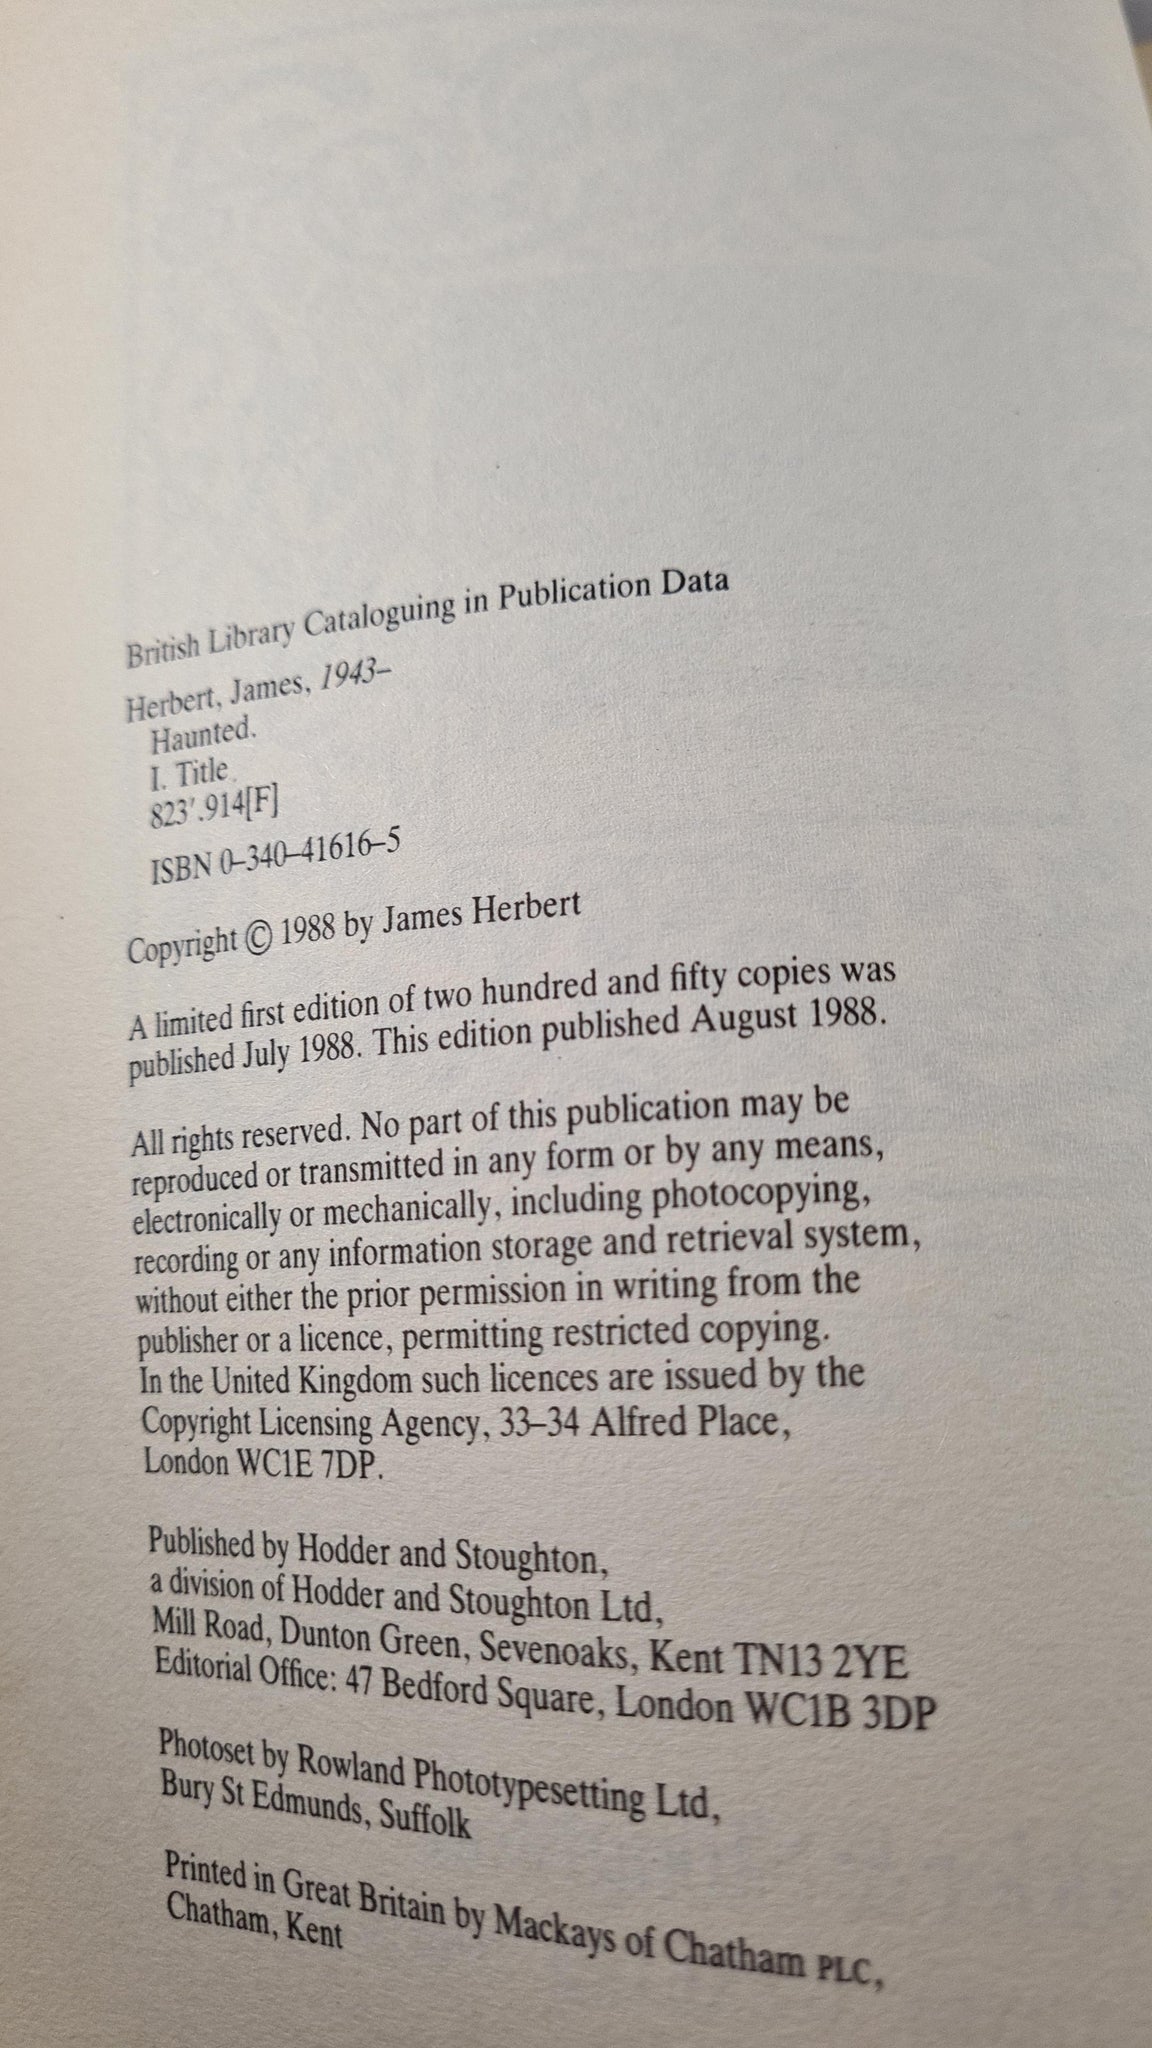 British Library Cataloguing in Publication Data
Herbert, James, 1943–
Haunted.
I. Title
823'.914[F]
ISBN 0–340–41616–5
Copyright © 1988 by James Herbert
A limited first edition of two hundred and fifty copies was
published July 1988. This edition published August 1988.
All rights reserved. No part of this publication may be
reproduced or transmitted in any form or by any means,
electronically or mechanically, including photocopying,
recording or any information storage and retrieval system,
without either the prior permission in writing from the
publisher or a licence, permitting restricted copying.
In the United Kingdom such licences are issued by the
Copyright Licensing Agency, 33–34 Alfred Place,
London WC1E 7DP.
Published by Hodder and Stoughton,
a division of Hodder and Stoughton Ltd,
Mill Road, Dunton Green, Sevenoaks, Kent TN13 2YE
Editorial Office: 47 Bedford Square, London WC1B 3DP
Photoset by Rowland Phototypesetting Ltd,
Bury St Edmunds, Suffolk
Printed in Great Britain by Mackays of Chatham PLC,
Chatham, Kent